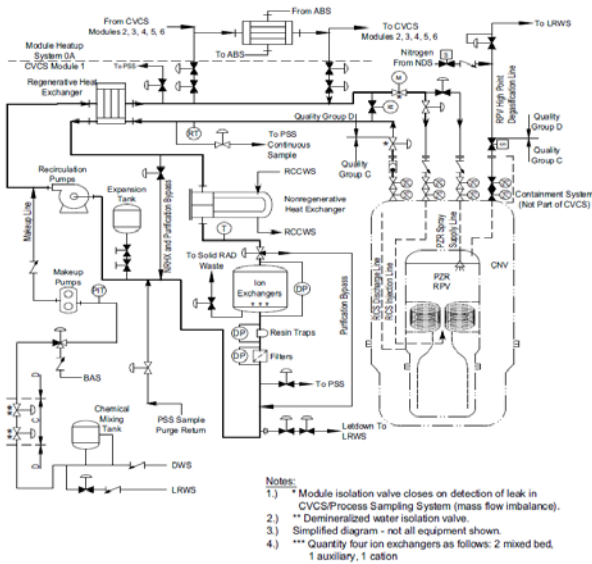 From ABS
From CVCS
Modules 2, 3, 4, 5, 6
To CVCS
Modules 2, 3, 4, 5, 6
To LRWS
To ABS
Module Heatup
System 0A
CVCS Module 1
To PSS
Nitrogen
From NDS
S
Regenerative Heat
Exchanger
M
RPV High Point
Degasification Line
Quality Group D
Quality
Group D
RT
To PSS
Continuous
Sample
*
S
Quality
Group C
Quality
Group C
Recirculation
Pumps
Expansion
Tank
RCCWS
Nonregenerative
Heat Exchanger
RCCWS
Containment System
(Not Part of CVCS)
Makeup Line
NRHX and Purification Bypass
T
PZR Spray
Supply Line
CNV
To Solid RAD
Waste
Makeup
Pumps
Ion
Exchangers
***
DP
PZR
RPV
RCS Discharge Line
RCS Injection Line
Purification Bypass
DP
Resin Traps
DP
Filters
BAS
To PSS
**
**
C
D
D
Chemical
Mixing
Tank
PSS Sample
Purge Return
Letdown To
LRWS
DWS
LRWS
Notes:
1.) * Module isolation valve closes on detection of leak in
CVCS/Process Sampling System (mass flow imbalance).
2.) ** Demineralized water isolation valve.
3.) Simplified diagram - not all equipment shown.
4.) *** Quantity four ion exchangers as follows: 2 mixed bed,
1 auxiliary, 1 cation